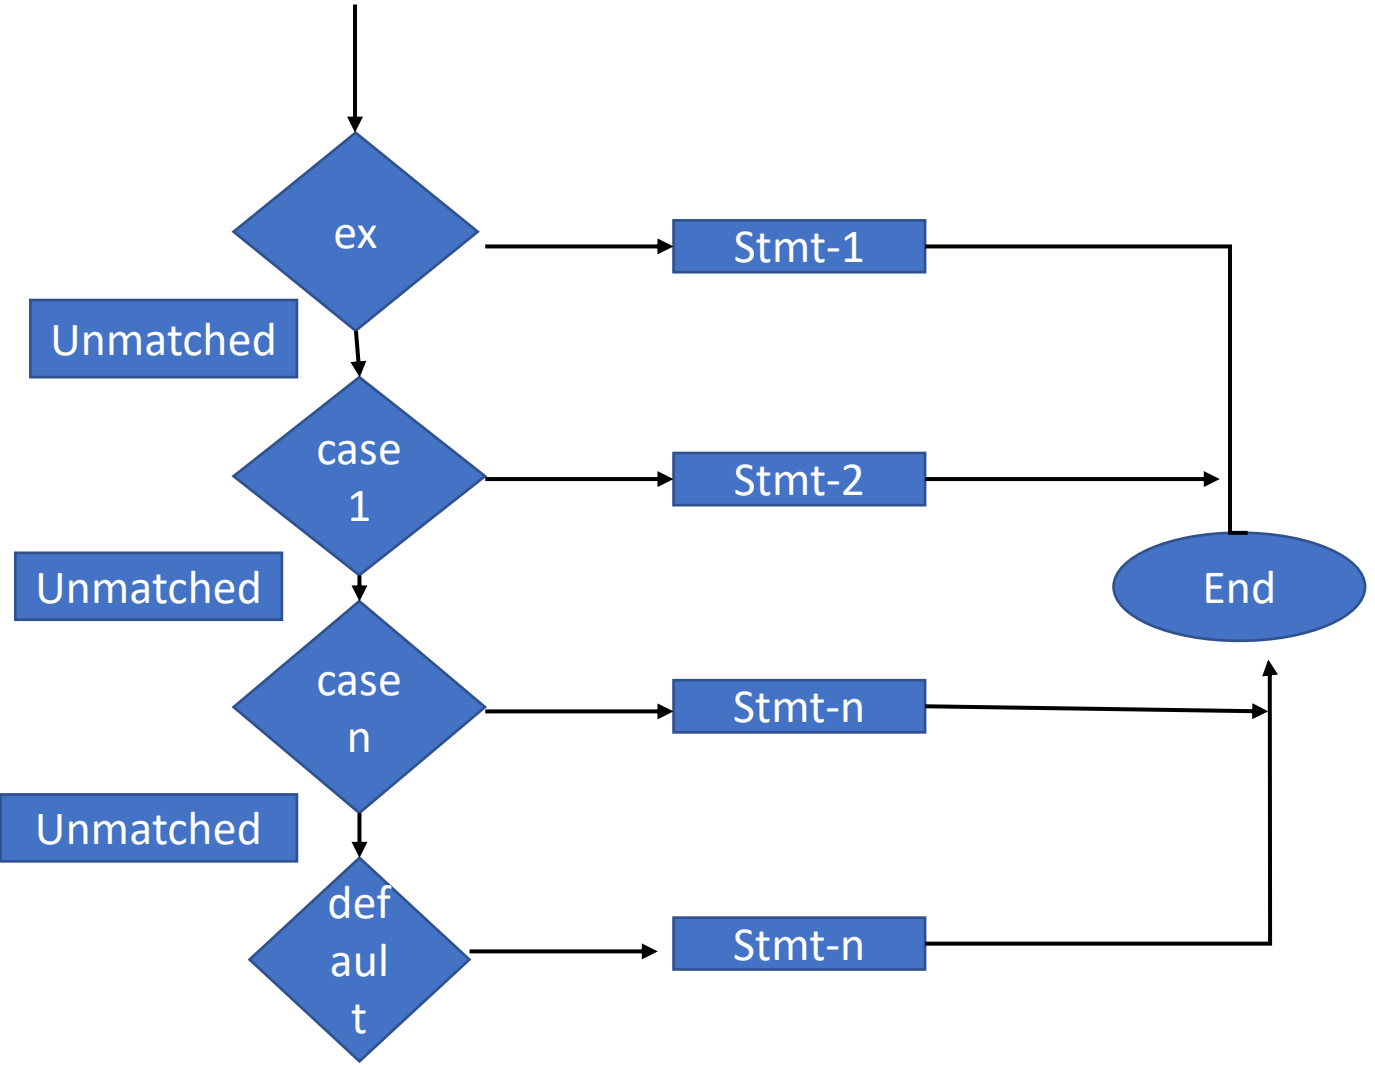 ex
Stmt-1
Unmatched
case
1
Stmt-2
Unmatched
End
case
n
Stmt-n
Unmatched
def
aul
t
Stmt-n